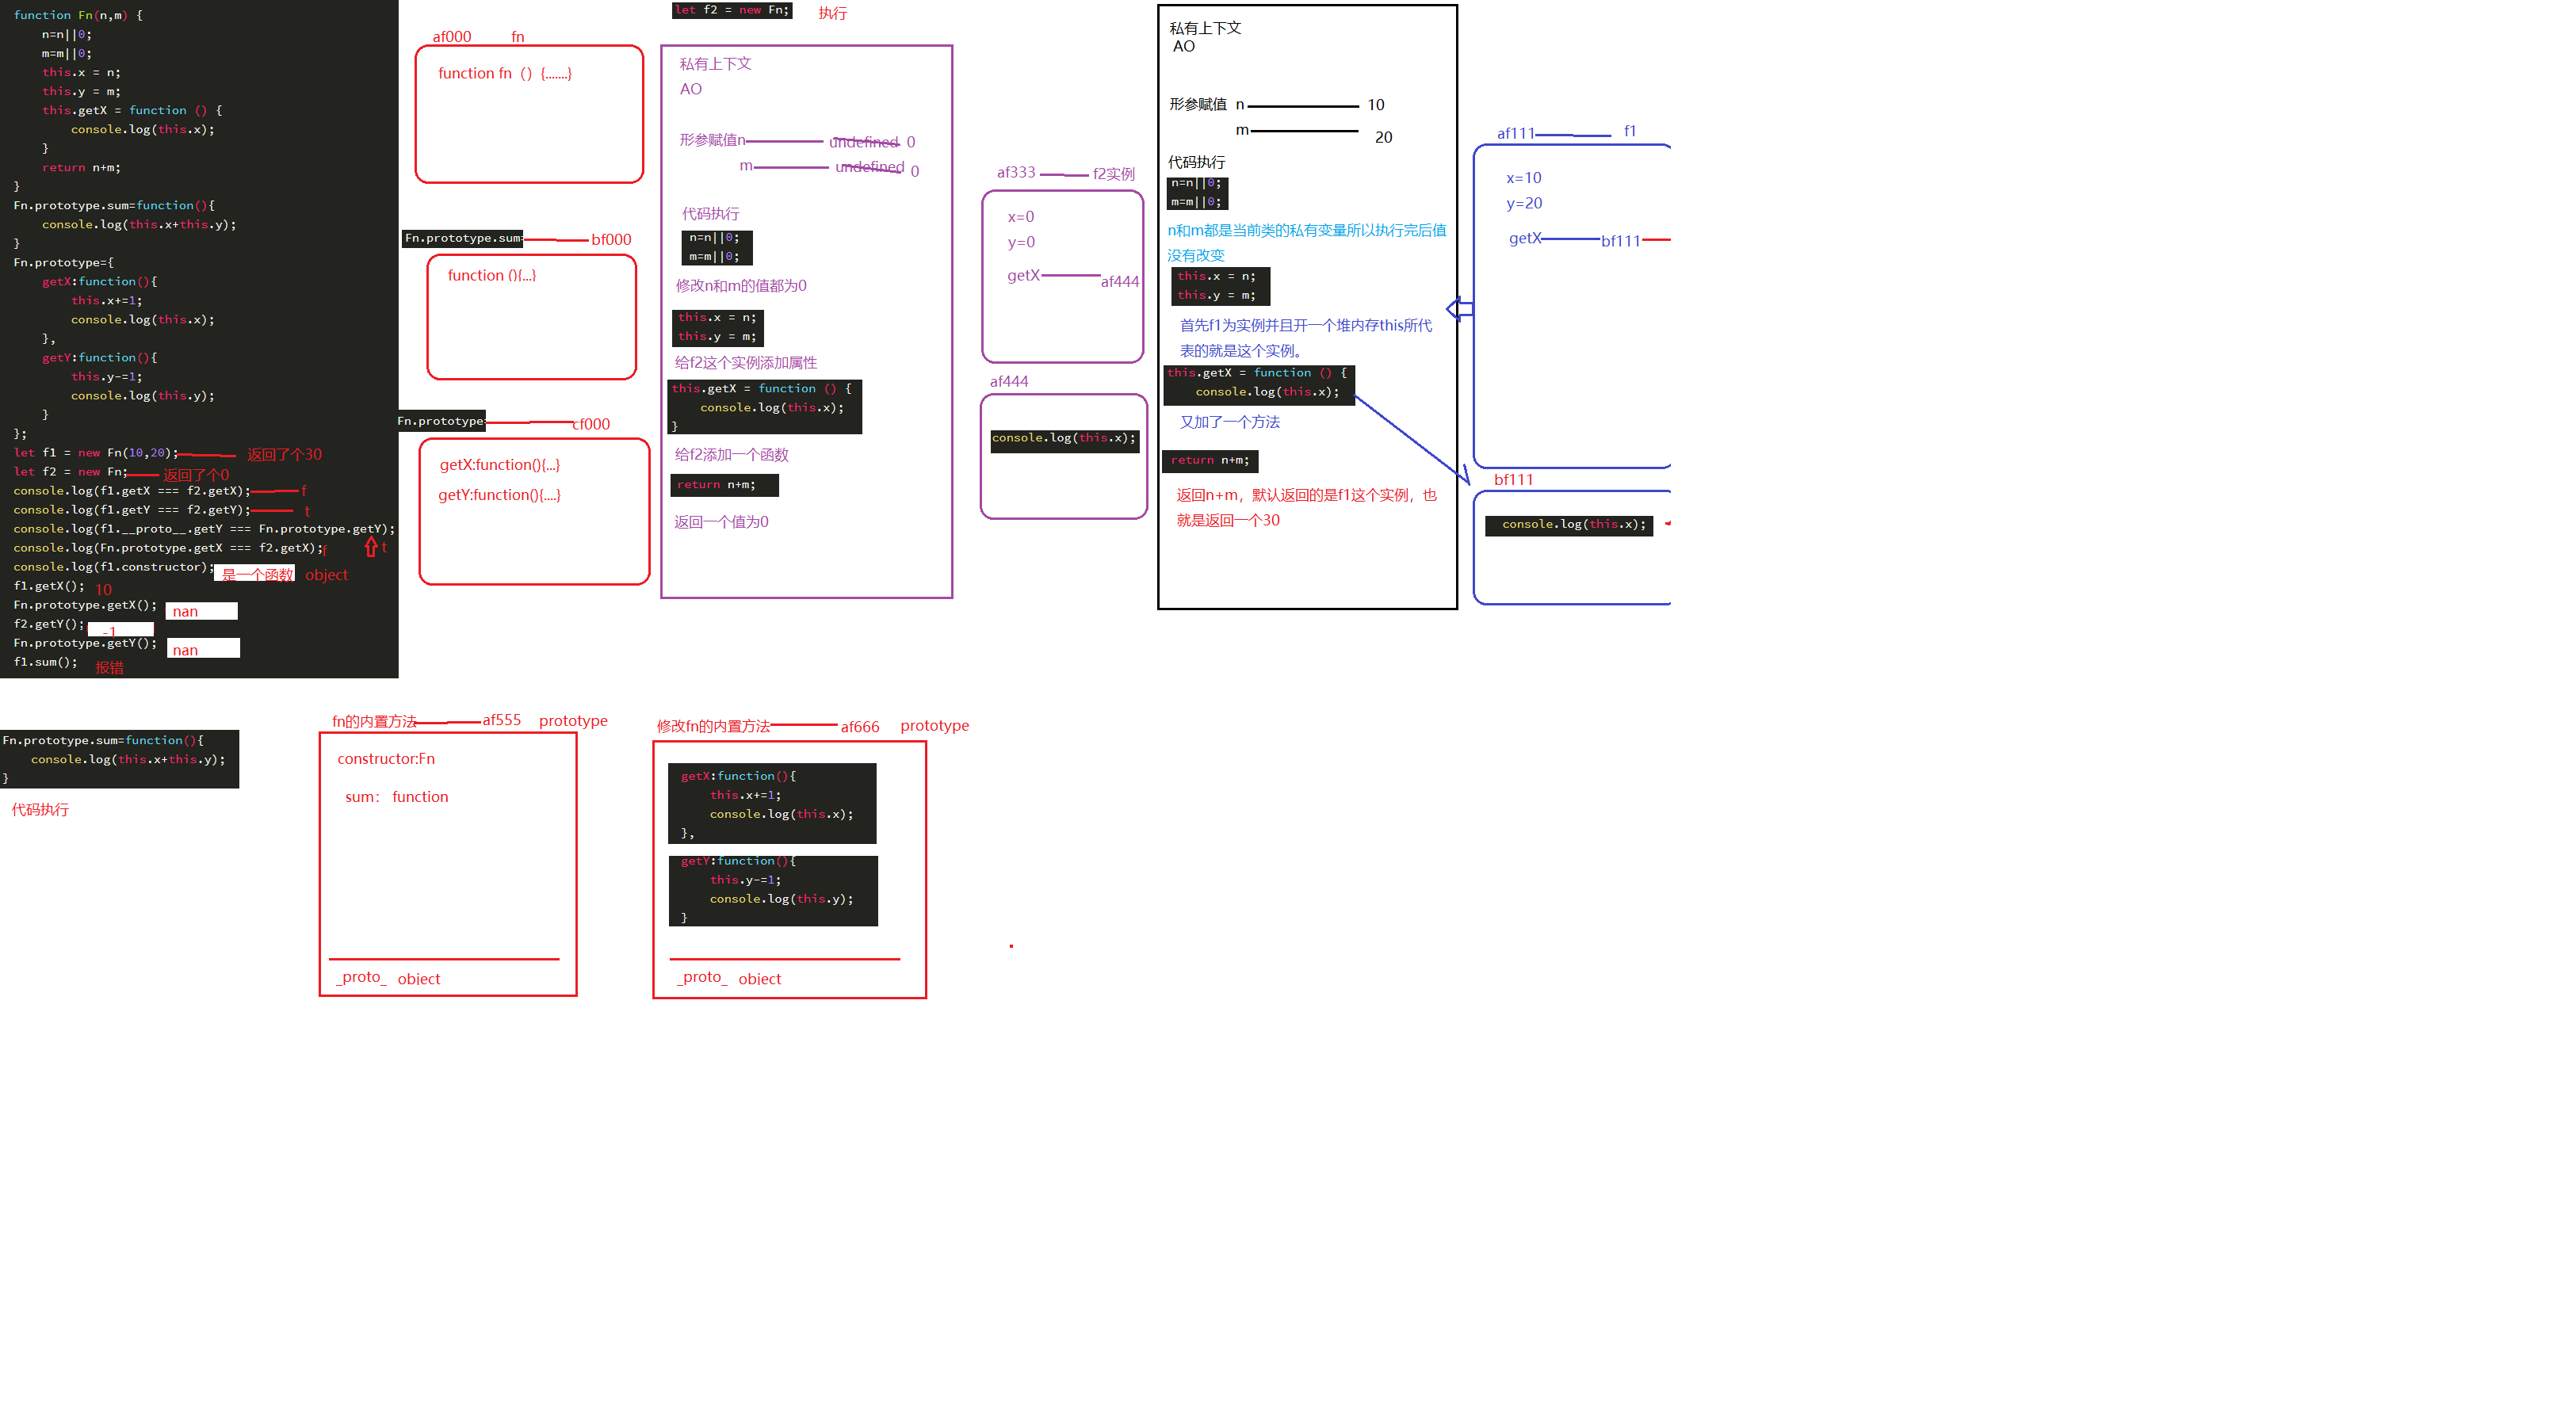 function Fn(n,m) {
n=n||0;
m=m||0;
this.x = n;
this.y = m;
this.getX = function () {
console.log(this.x);
}
return n+m;
}
Fn.prototype.sum=function(){
console.log(this.x+this.y);
}
Fn.prototype={
getX:function(){
this.x+=1;
console.log(this.x);
},
getY:function(){
this.y-=1;
console.log(this.y);
}
};
let f1 = new Fn(10,20); 返回了个30
let f2 = new Fn; 返回了个0
console.log(f1.getX === f2.getX); f
console.log(f1.getY === f2.getY); t
console.log(f1.__proto__.getY === Fn.prototype.getY);
console.log(Fn.prototype.getX === f2.getX); f t
console.log(f1.constructor); 是一个函数 object
f1.getX(); 10
Fn.prototype.getX(); nan
f2.getY(); -1
Fn.prototype.getY(); nan
f1.sum(); 报错
af000 fn
function fn（）{.......}
Fn.prototype.sum= bf000
function (){...}
Fn.prototype= cf000
getX:function(){...}
getY:function(){....}
let f2 = new Fn; 执行
私有上下文
AO
形参赋值n undefined 0
m undefined 0
代码执行
n=n||0;
m=m||0;
修改n和m的值都为0
this.x = n;
this.y = m;
给f2这个实例添加属性
this.getX = function () {
console.log(this.x);
}
给f2添加一个函数
return n+m;
返回一个值为0
af333 f2实例
x=0
y=0
getX af444
af444
console.log(this.x);
私有上下文
AO
形参赋值 n 10
m 20
代码执行
n=n||0;
m=m||0;
n和m都是当前类的私有变量所以执行完后值
没有改变
this.x = n;
this.y = m;
首先f1为实例并且开一个堆内存this所代
表的就是这个实例。
this.getX = function () {
console.log(this.x);
又加了一个方法
return n+m;
返回n+m，默认返回的是f1这个实例，也
就是返回一个30
af111 f1
x=10
y=20
getX bf111
bf111
console.log(this.x);
Fn.prototype.sum=function(){
console.log(this.x+this.y);
}
代码执行
fn的内置方法 af555 prototype
constructor:Fn
sum： function
_proto_ object
修改fn的内置方法 af666 prototype
getX:function(){
this.x+=1;
console.log(this.x);
},
getY:function(){
this.y-=1;
console.log(this.y);
}
_proto_ object